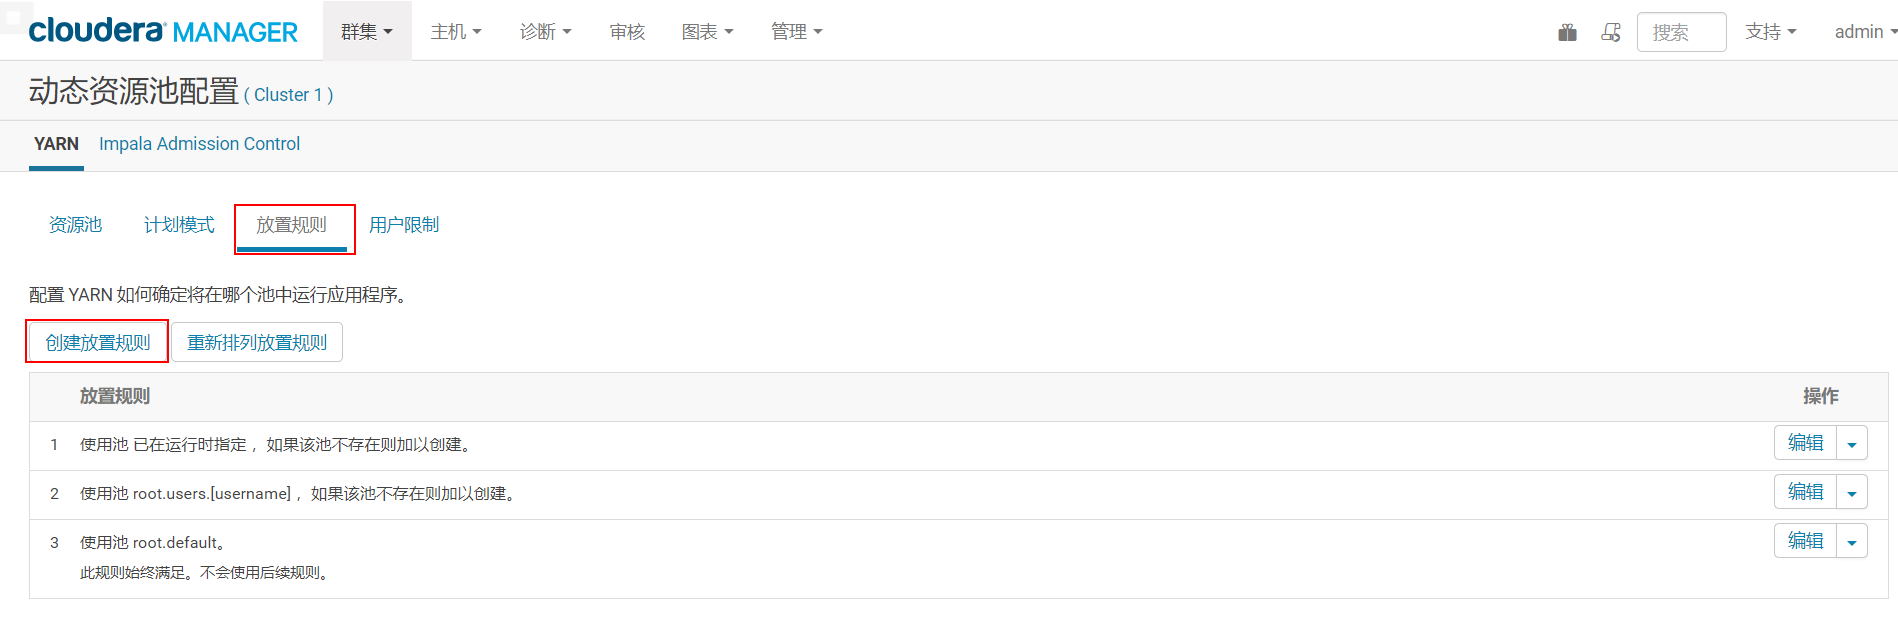 cloudera MANAGER 群集 主机 诊断 审核 图表 管理 搜索 支持 admin
动态资源池配置 ( Cluster 1 )
YARN Impala Admission Control
资源池 计划模式 放置规则 用户限制
配置 YARN 如何确定将在哪个池中运行应用程序。
创建放置规则 重新排列放置规则
放置规则 操作
1 使用池 已在运行时指定 ，如果该池不存在则加以创建。 编辑
2 使用池 root.users.[username] ，如果该池不存在则加以创建。 编辑
3 使用池 root.default。 编辑
此规则始终满足。不会使用后续规则。